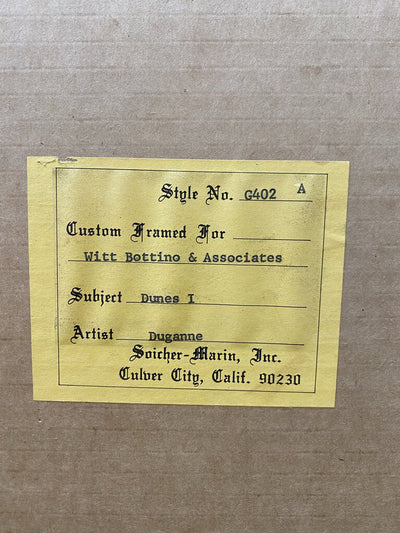 Style No. G402 A
Custom Framed For
Witt Bottino & Associates
Subject Dunes I
Artist Duganne
Soicher-Marin, Inc.
Culver City, Calif. 90230